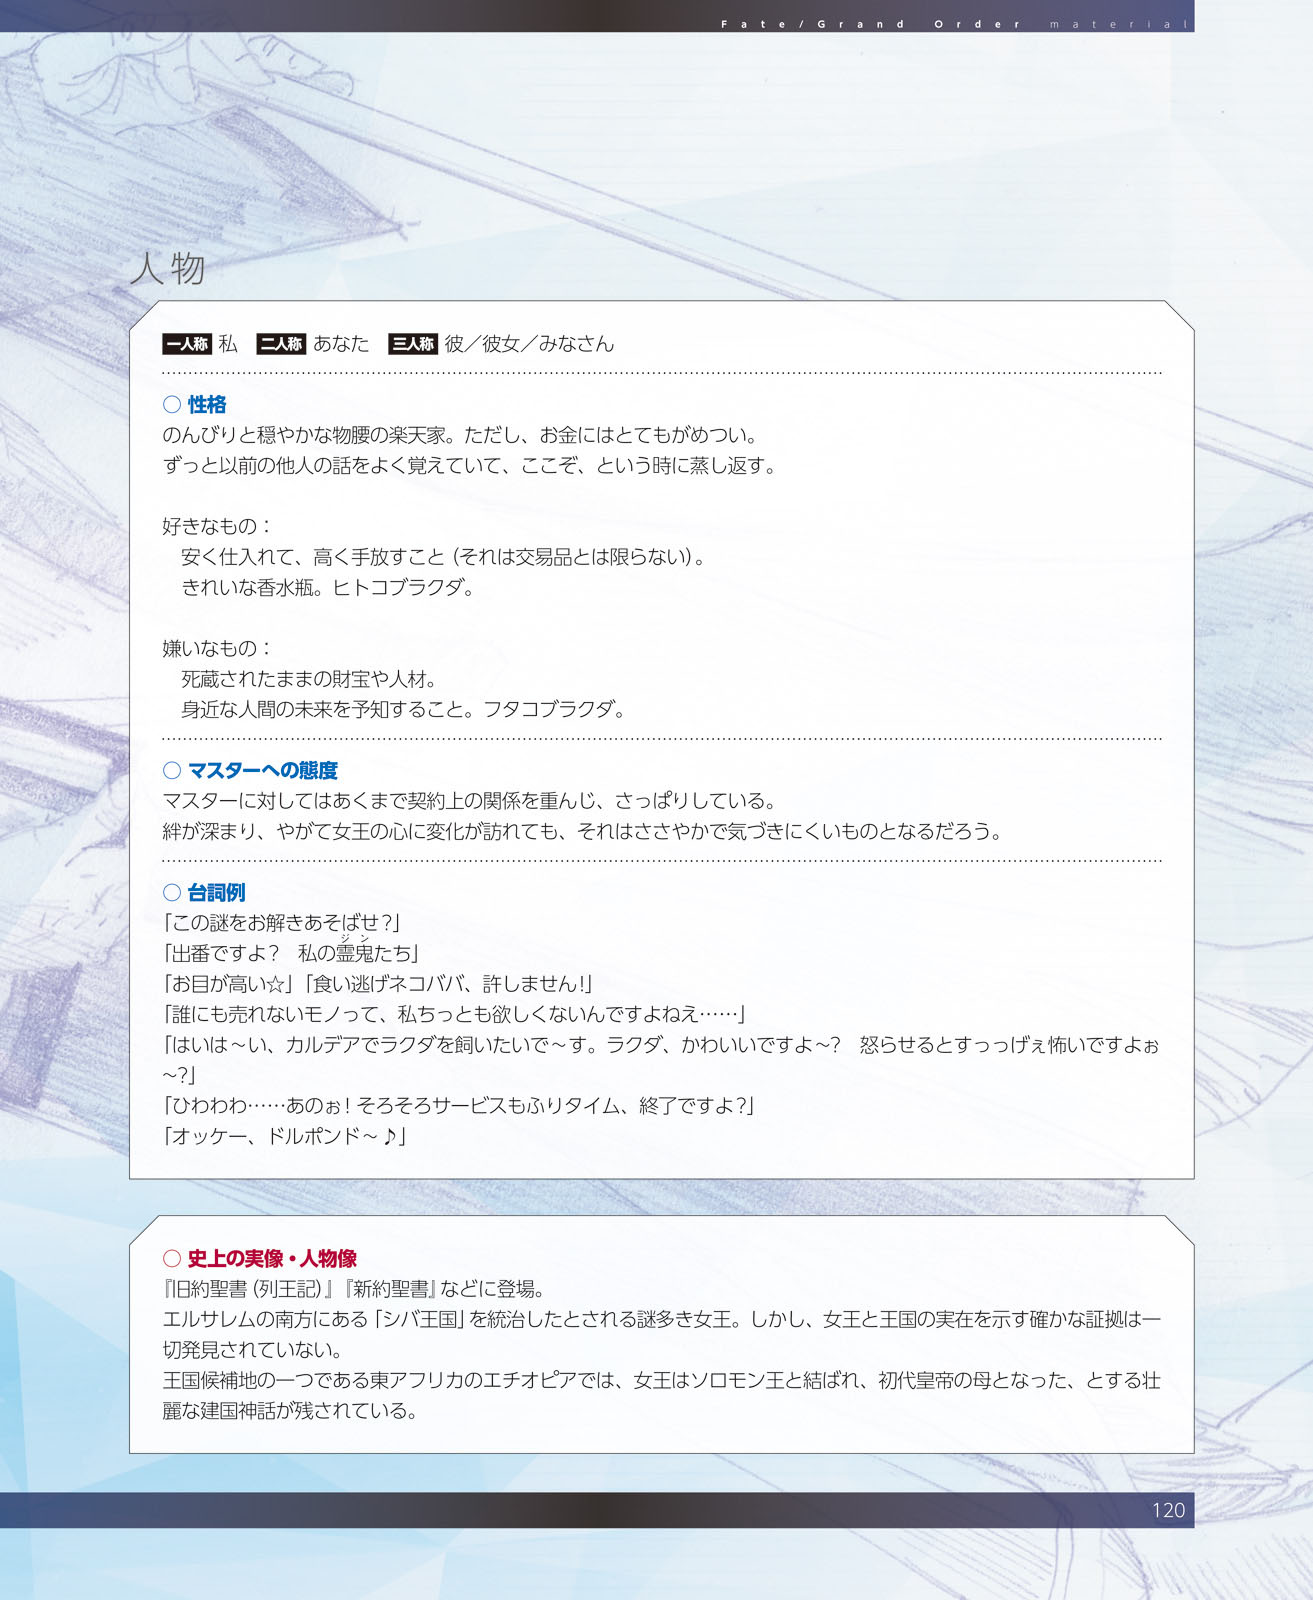 Fate/Grand Order material
人物
一人称 私 二人称 あなた 三人称 彼／彼女／みなさん
○ 性格
のんびりと穏やかな物腰の楽天家。ただし、お金にはとてもがめつい。
ずっと以前の他人の話をよく覚えていて、ここぞ、という時に蒸し返す。
好きなもの：
安く仕入れて、高く手放すこと（それは交易品とは限らない）。
きれいな香水瓶。ヒトコブラクダ。
嫌いなもの：
死蔵されたままの財宝や人材。
身近な人間の未来を予知すること。フタコブラクダ。
○ マスターへの態度
マスターに対してはあくまで契約上の関係を重んじ、さっぱりしている。
絆が深まり、やがて女王の心に変化が訪れても、それはささやかで気づきにくいものとなるだろう。
○ 台詞例
「この謎をお解きあそばせ？」
ジン
「出番ですよ？　私の霊鬼たち」
「お目が高い☆」「食い逃げネコババ、許しません！」
「誰にも売れないモノって、私ちっとも欲しくないんですよねえ……」
「はいは～い、カルデアでラクダを飼いたいで～す。ラクダ、かわいいですよ～？　怒らせるとすっっげぇ怖いですよぉ
～？」
「ひわわわ……あのぉ！そろそろサービスもふりタイム、終了ですよ？」
「オッケー、ドルポンド～♪」
○ 史上の実像・人物像
『旧約聖書（列王記）』『新約聖書』などに登場。
エルサレムの南方にある「シバ王国」を統治したとされる謎多き女王。しかし、女王と王国の実在を示す確かな証拠は一
切発見されていない。
王国候補地の一つである東アフリカのエチオピアでは、女王はソロモン王と結ばれ、初代皇帝の母となった、とする壮
麗な建国神話が残されている。
120